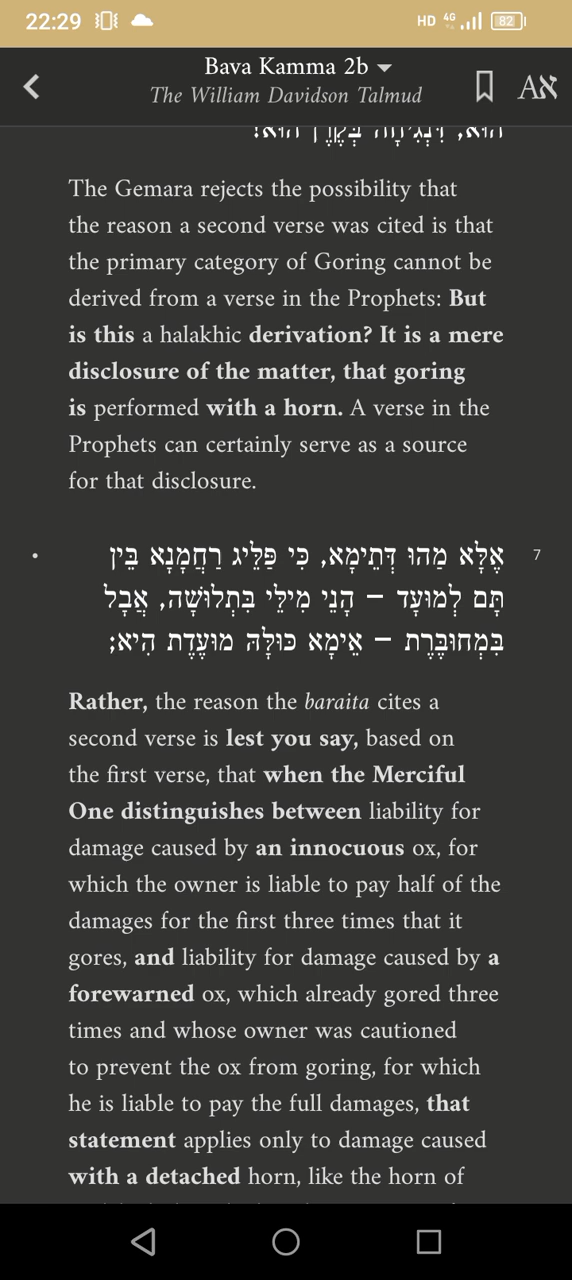 22:29
HD 4G 82
Bava Kamma 2b
The William Davidson Talmud
Aא
הוּא, דִּנְגִיחָה בְּקֶרֶן הוּא!
The Gemara rejects the possibility that
the reason a second verse was cited is that
the primary category of Goring cannot be
derived from a verse in the Prophets: But
is this a halakhic derivation? It is a mere
disclosure of the matter, that goring
is performed with a horn. A verse in the
Prophets can certainly serve as a source
for that disclosure.
7
אֶלָּא מַהוּ דְּתֵימָא, כִּי פַּלֵּיג רַחֲמָנָא בֵּין
תָּם לְמוּעָד – הָנֵי מִילֵּי בִּתְלוּשָׁה, אֲבָל
בִּמְחוּבֶּרֶת – אֵימָא כּוּלָּהּ מוּעֶדֶת הִיא;
Rather, the reason the baraita cites a
second verse is lest you say, based on
the first verse, that when the Merciful
One distinguishes between liability for
damage caused by an innocuous ox, for
which the owner is liable to pay half of the
damages for the first three times that it
gores, and liability for damage caused by a
forewarned ox, which already gored three
times and whose owner was cautioned
to prevent the ox from goring, for which
he is liable to pay the full damages, that
statement applies only to damage caused
with a detached horn, like the horn of